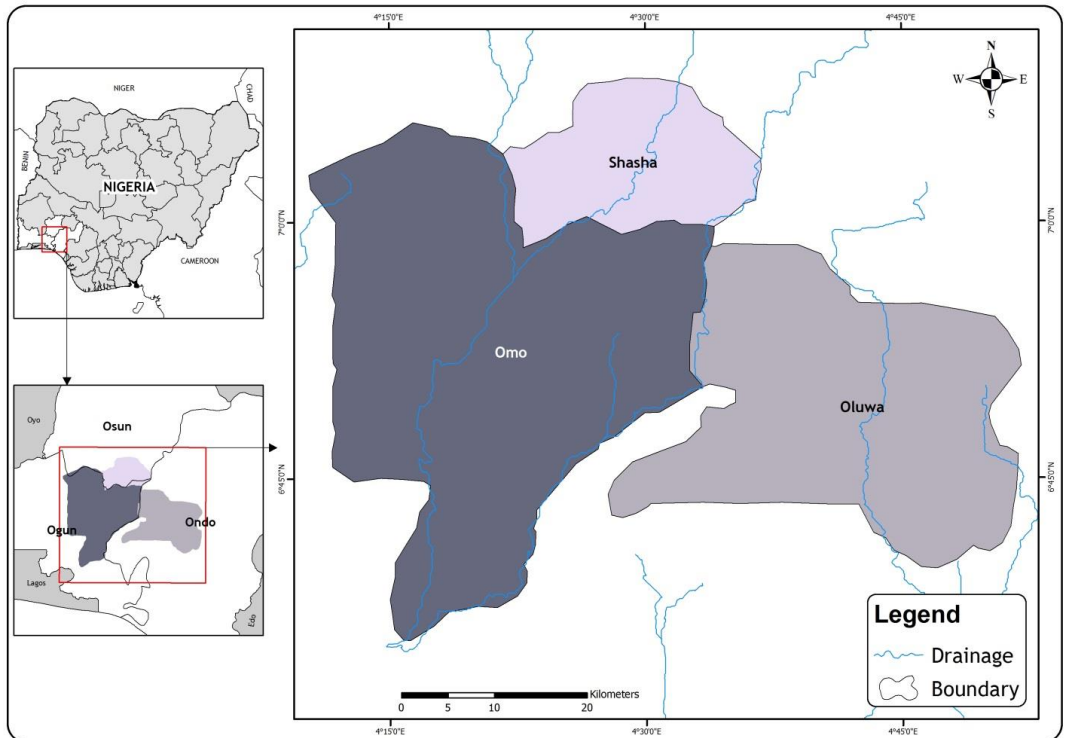 NIGER
CHAD
BENIN
NIGERIA
CAMEROON
Oyo
Osun
Ogun
Ondo
Lagos
Edo
4°15'0"E
4°30'0"E
4°45'0"E
N
W
E
S
7°0'0"N
7°0'0"N
6°45'0"N
6°45'0"N
Shasha
Omo
Oluwa
Legend
Drainage
Boundary
Kilometers
0 5 10 20
4°15'0"E
4°30'0"E
4°45'0"E